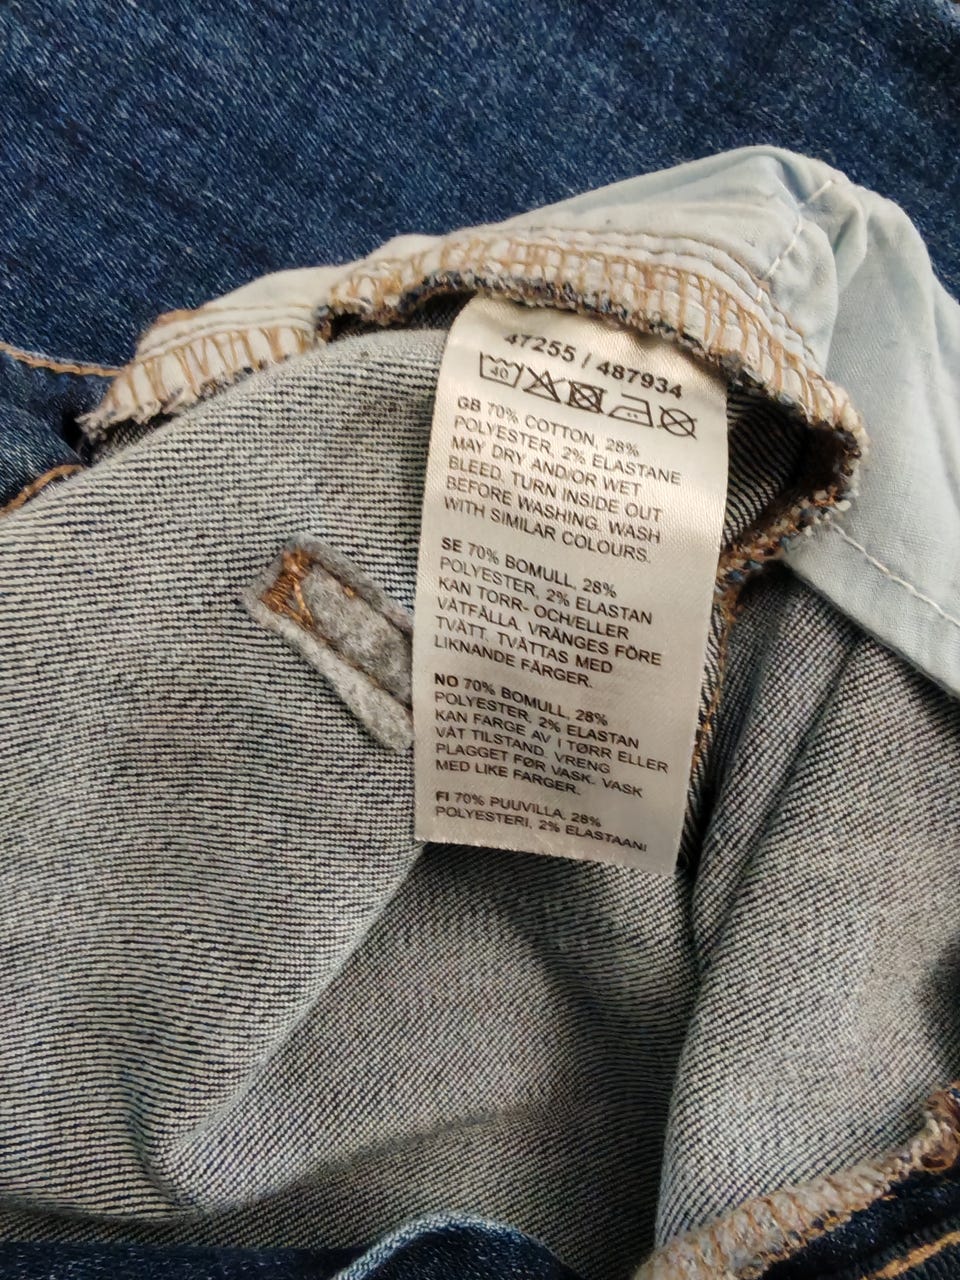 47255 / 487934
40
GB 70% COTTON, 28%
POLYESTER, 2% ELASTANE
MAY DRY AND/OR WET
BLEED. TURN INSIDE OUT
BEFORE WASHING. WASH
WITH SIMILAR COLOURS.
SE 70% BOMULL, 28%
POLYESTER, 2% ELASTAN
KAN TORR- OCH/ELLER
VÅTFÄLLA. VRÄNGES FÖRE
TVÄTT. TVÄTTAS MED
LIKNANDE FÄRGER.
NO 70% BOMULL, 28%
POLYESTER, 2% ELASTAN
KAN FARGE AV I TØRR ELLER
VÅT TILSTAND. VRENG
PLAGGET FØR VASK. VASK
MED LIKE FARGER.
FI 70% PUUVILLA, 28%
POLYESTERI, 2% ELASTAANI